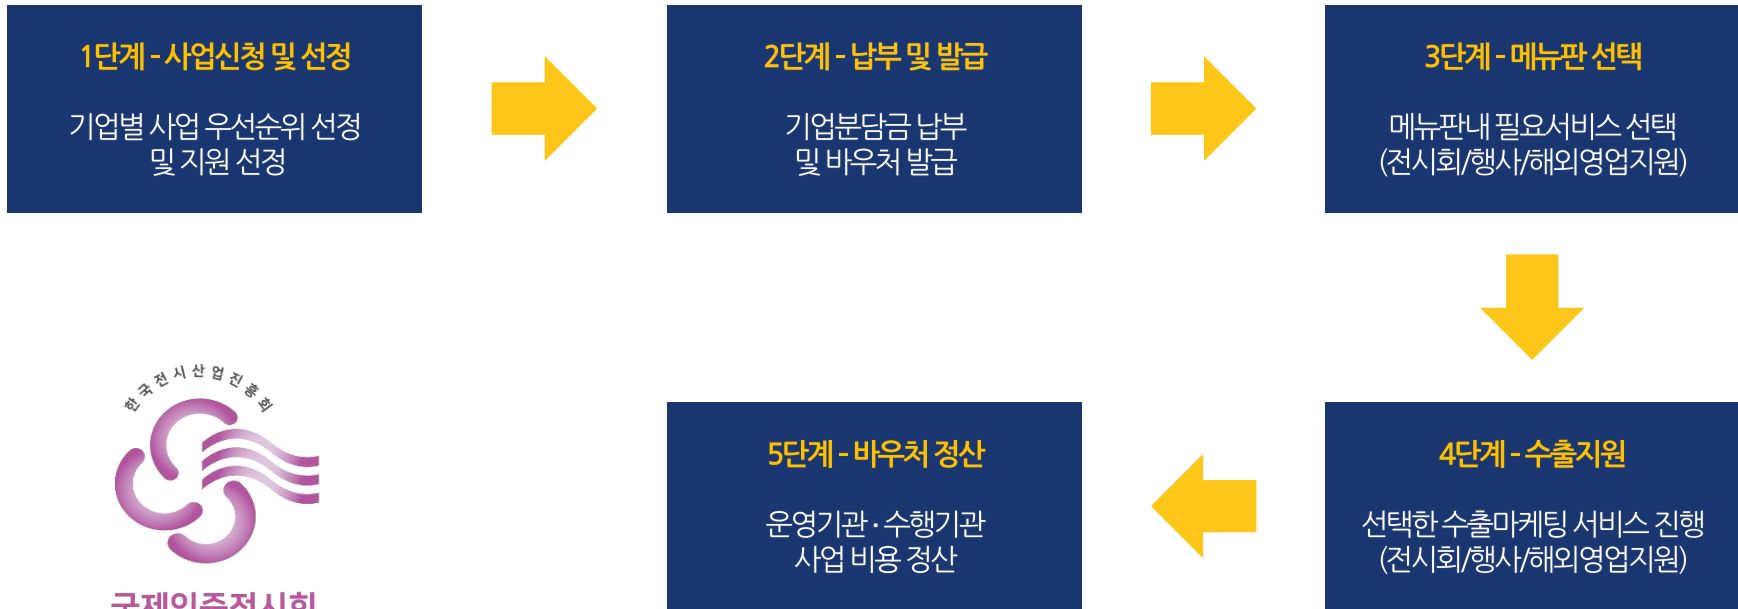 1단계 - 사업신청 및 선정
기업별 사업 우선순위 선정
및 지원 선정
2단계 - 납부 및 발급
기업분담금 납부
및 바우처 발급
3단계 - 메뉴판 선택
메뉴판내 필요서비스 선택
(전시회/행사/해외영업지원)
4단계 - 수출지원
선택한 수출마케팅 서비스 진행
(전시회/행사/해외영업지원)
5단계 - 바우처 정산
운영기관 · 수행기관
사업 비용 정산
한국전시산업진흥회
국제인증전시회